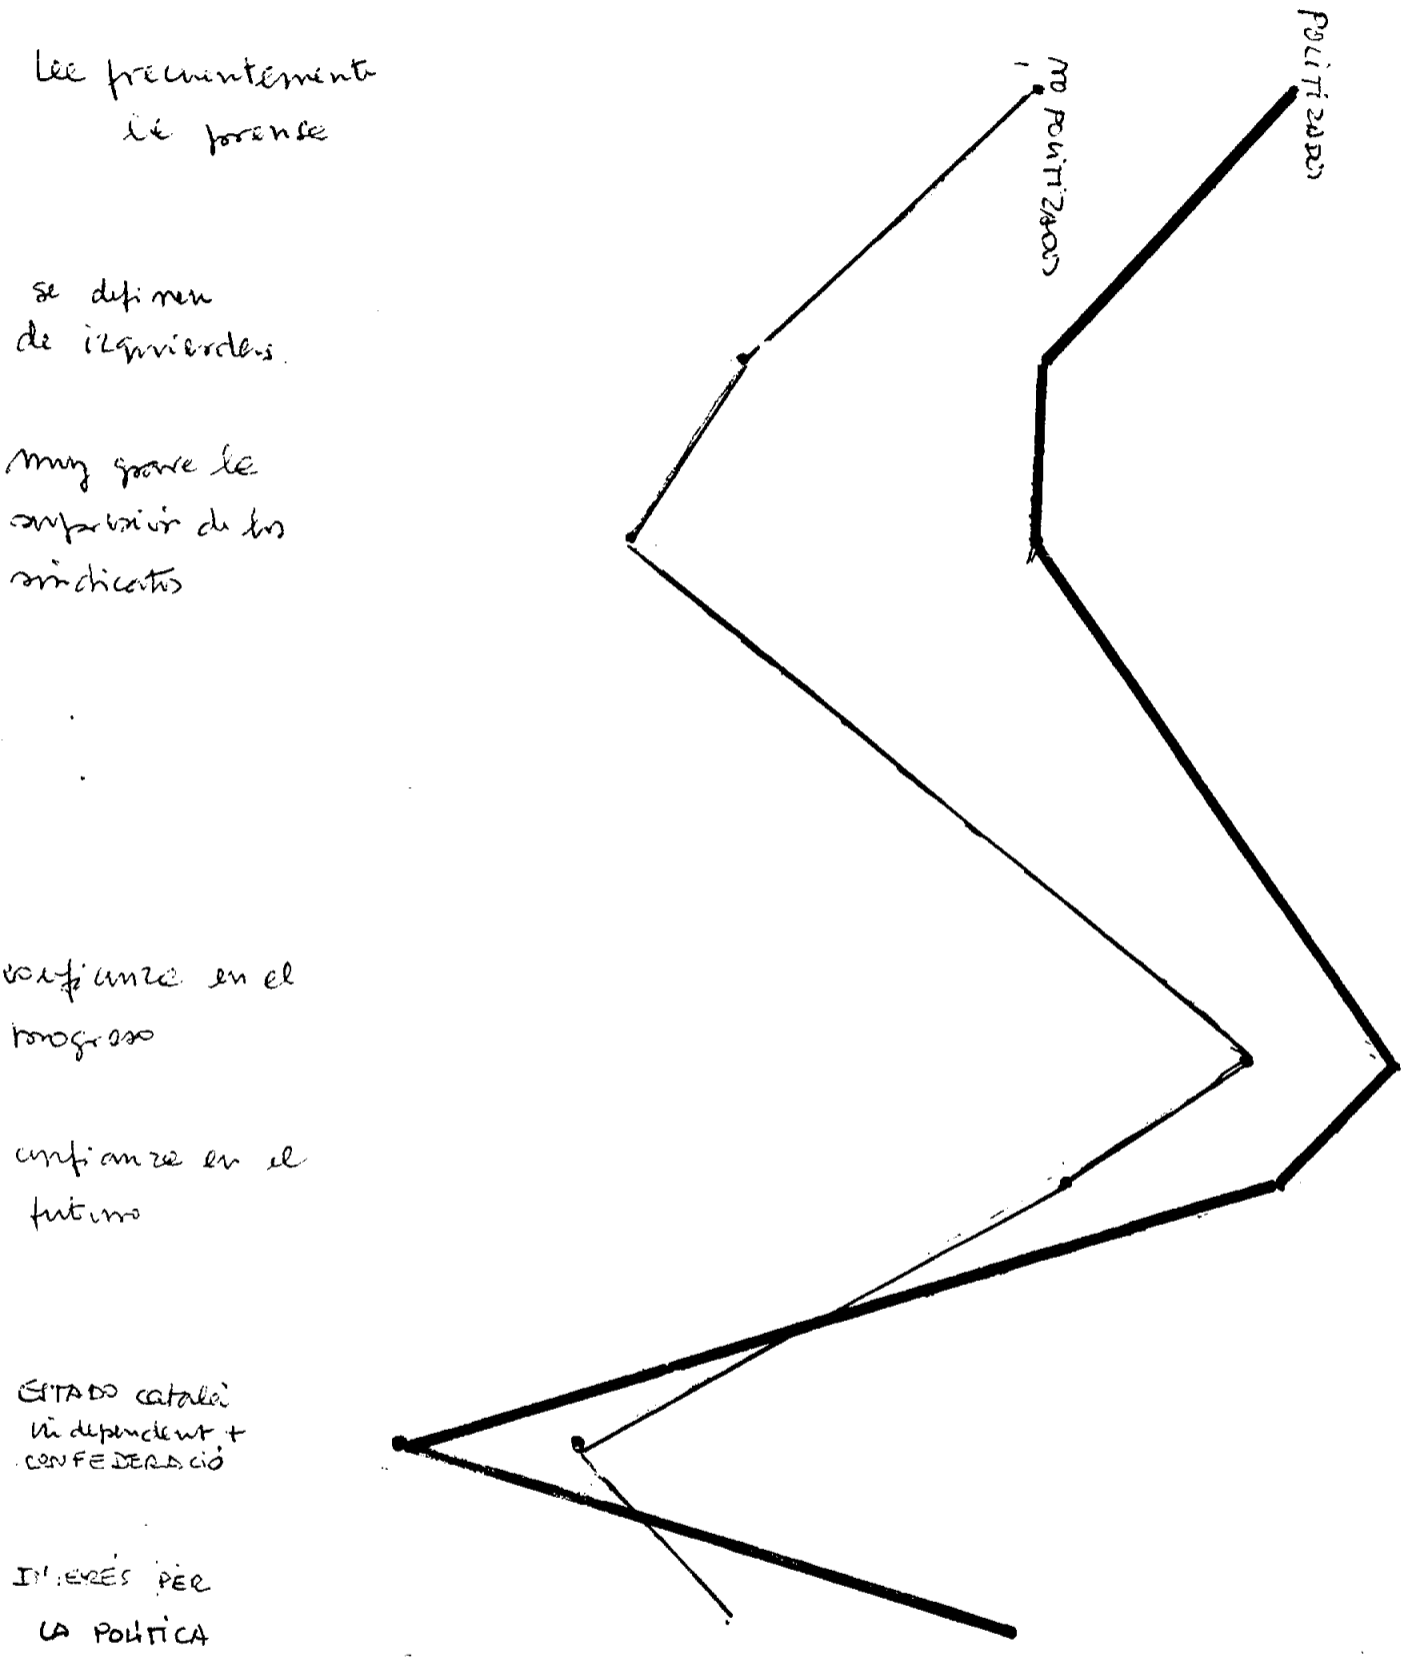 Lee frecuentemente
la prensa
NO POLITIZADOS
POLITIZADOS
se definen
de izquierdas.
muy grave la
supresión de los
sindicatos
confianza en el
progreso
confianza en el
futuro
ESTADO català
independent +
CONFEDERACIÓ
INTERÉS PER
LA POLÍTICA